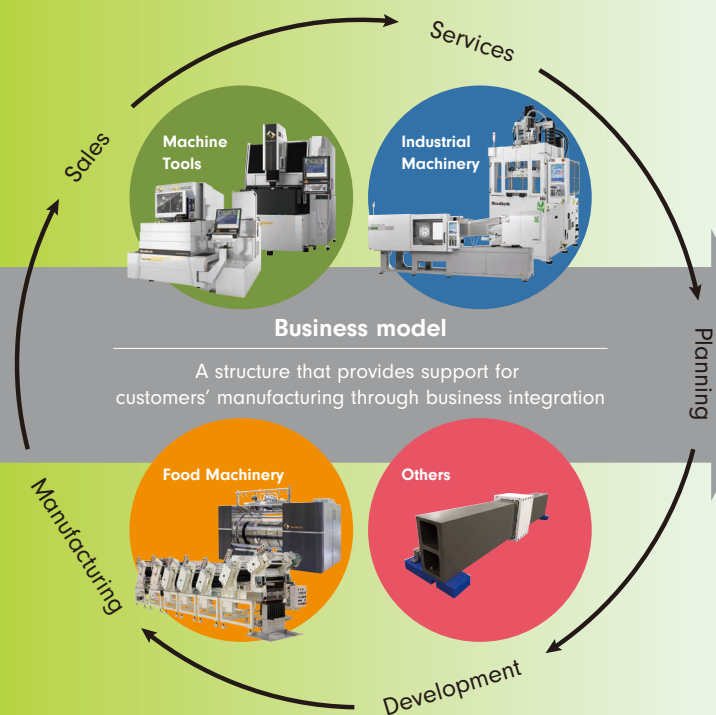 Services
Sales
Machine
Tools
Industrial
Machinery
Sodick
Planning
Business model
A structure that provides support for
customers’ manufacturing through business integration
Food Machinery
Others
Manufacturing
Development